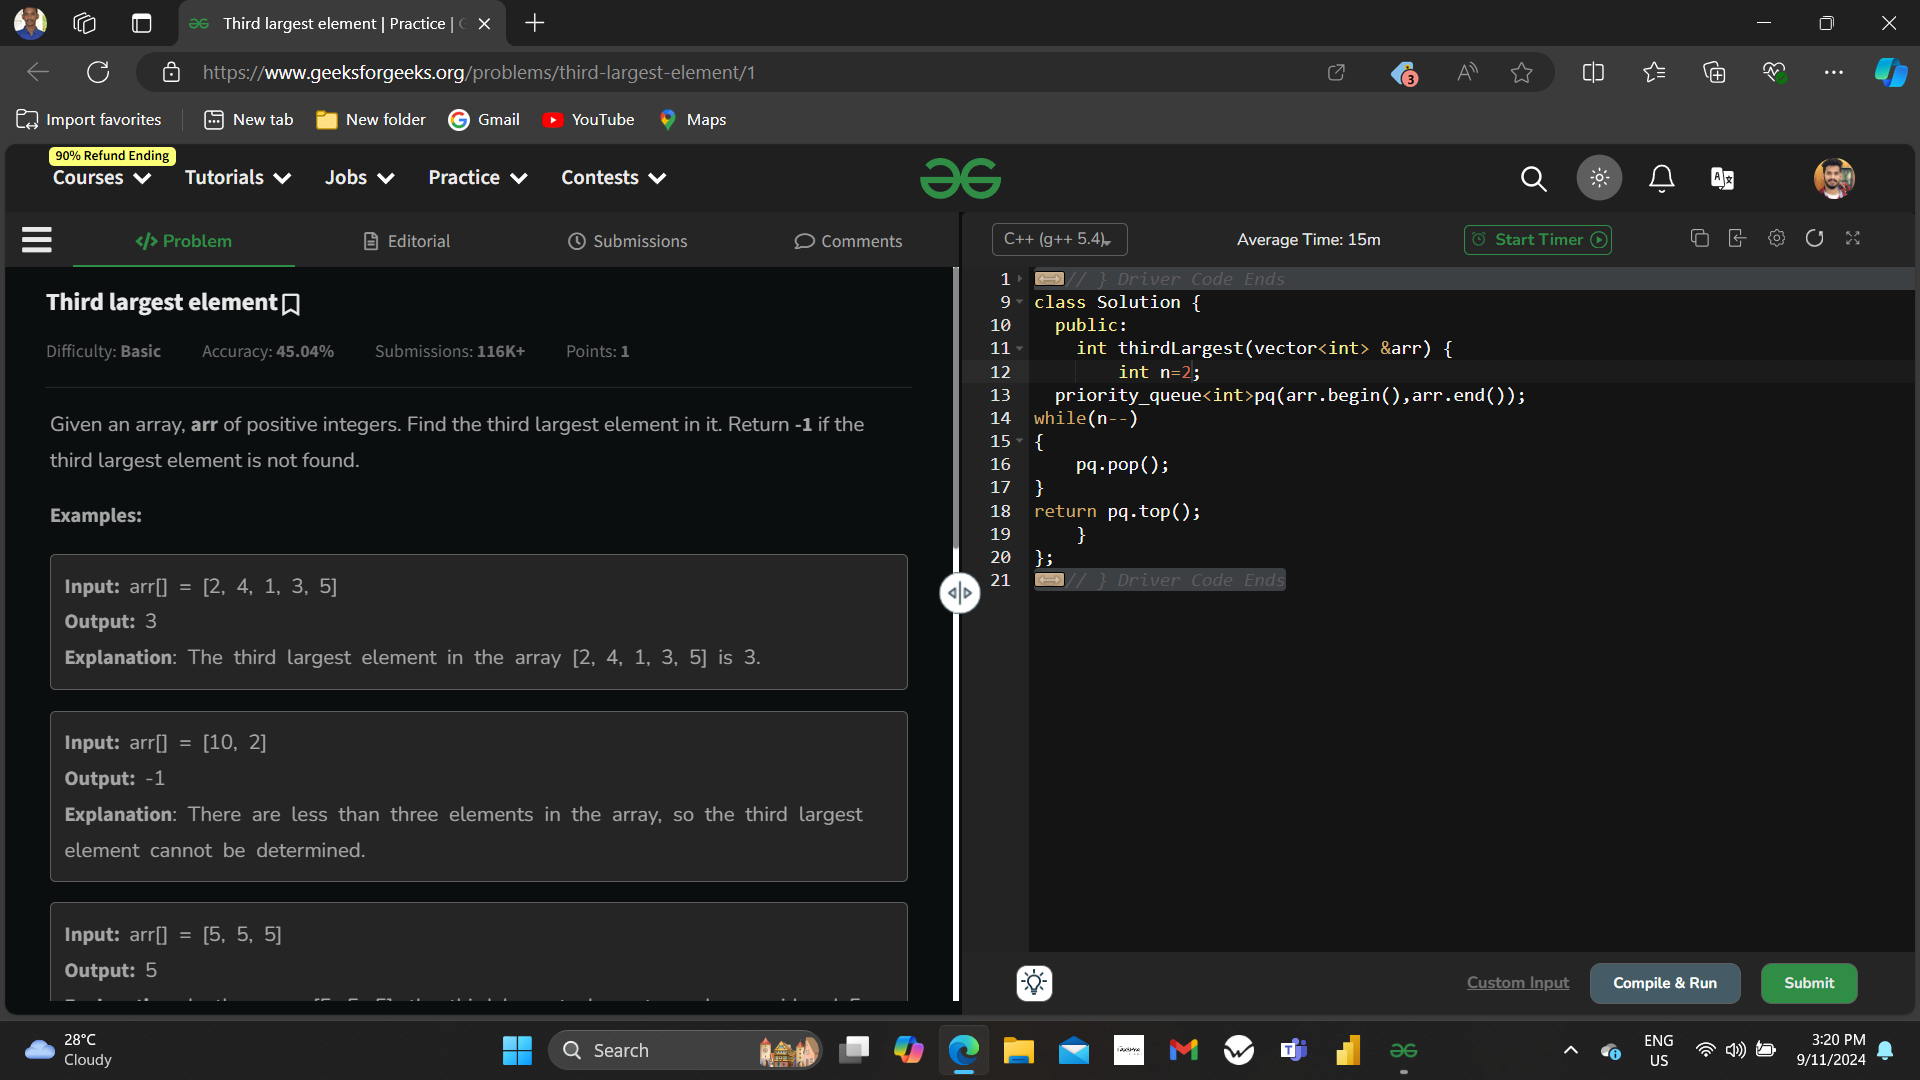 Third largest element | Practice |
https://www.geeksforgeeks.org/problems/third-largest-element/1
3
Import favorites
New tab
New folder
Gmail
YouTube
Maps
90% Refund Ending
Courses
Tutorials
Jobs
Practice
Contests
Problem
Editorial
Submissions
Comments
C++ (g++ 5.4)
Average Time: 15m
Start Timer
Third largest element
Difficulty: Basic Accuracy: 45.04% Submissions: 116K+ Points: 1
Given an array, arr of positive integers. Find the third largest element in it. Return -1 if the
third largest element is not found.
Examples:
Input: arr[] = [2, 4, 1, 3, 5]
Output: 3
Explanation: The third largest element in the array [2, 4, 1, 3, 5] is 3.
Input: arr[] = [10, 2]
Output: -1
Explanation: There are less than three elements in the array, so the third largest
element cannot be determined.
Input: arr[] = [5, 5, 5]
Output: 5
1 // } Driver Code Ends
9 class Solution {
10 public:
11 int thirdLargest(vector<int> &arr) {
12 int n=2;
13 priority_queue<int>pq(arr.begin(),arr.end());
14 while(n--)
15 {
16 pq.pop();
17 }
18 return pq.top();
19 }
20 };
21 // } Driver Code Ends
Custom Input
Compile & Run
Submit
28°C
Cloudy
Search
ENG
US
3:20 PM
9/11/2024